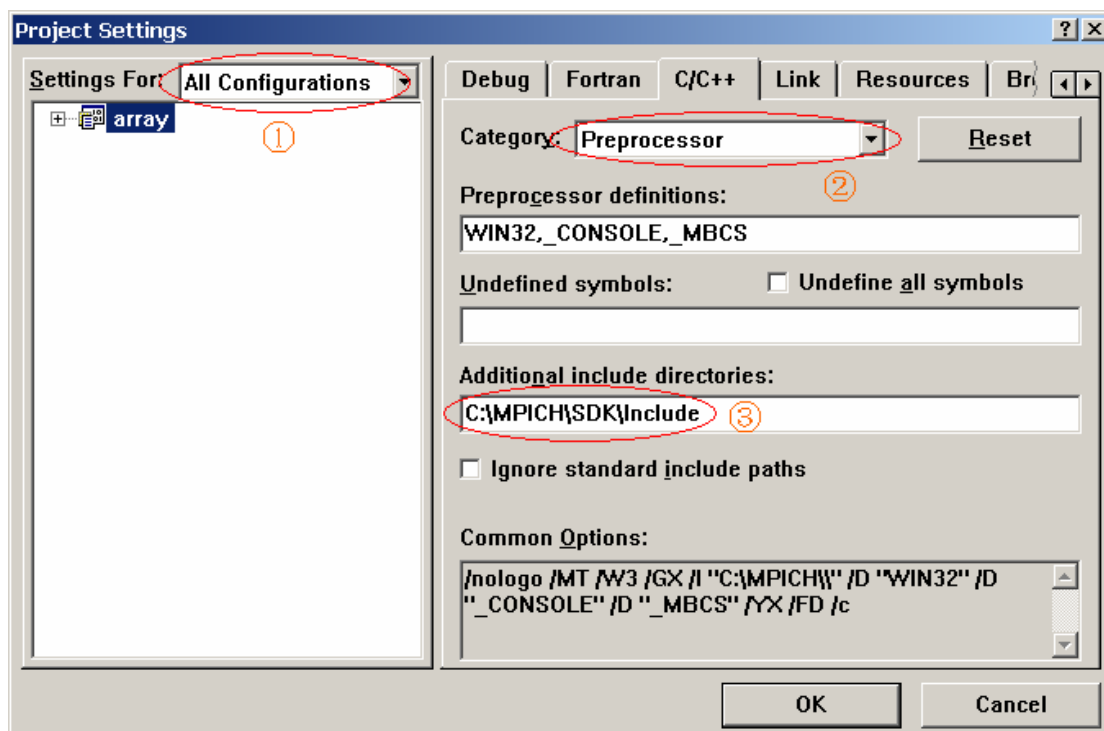 Project Settings
Settings For: All Configurations
array
①
Debug Fortran C/C++ Link Resources Br
Category: Preprocessor Reset
②
Preprocessor definitions:
WIN32,_CONSOLE,_MBCS
Undefined symbols: Undefine all symbols
Additional include directories:
C:\MPICH\SDK\Include ③
Ignore standard include paths
Common Options:
/nologo /MT /W3 /GX /I "C:\MPICH\\" /D "WIN32" /D
"_CONSOLE" /D "_MBCS" /YX /FD /c
OK Cancel